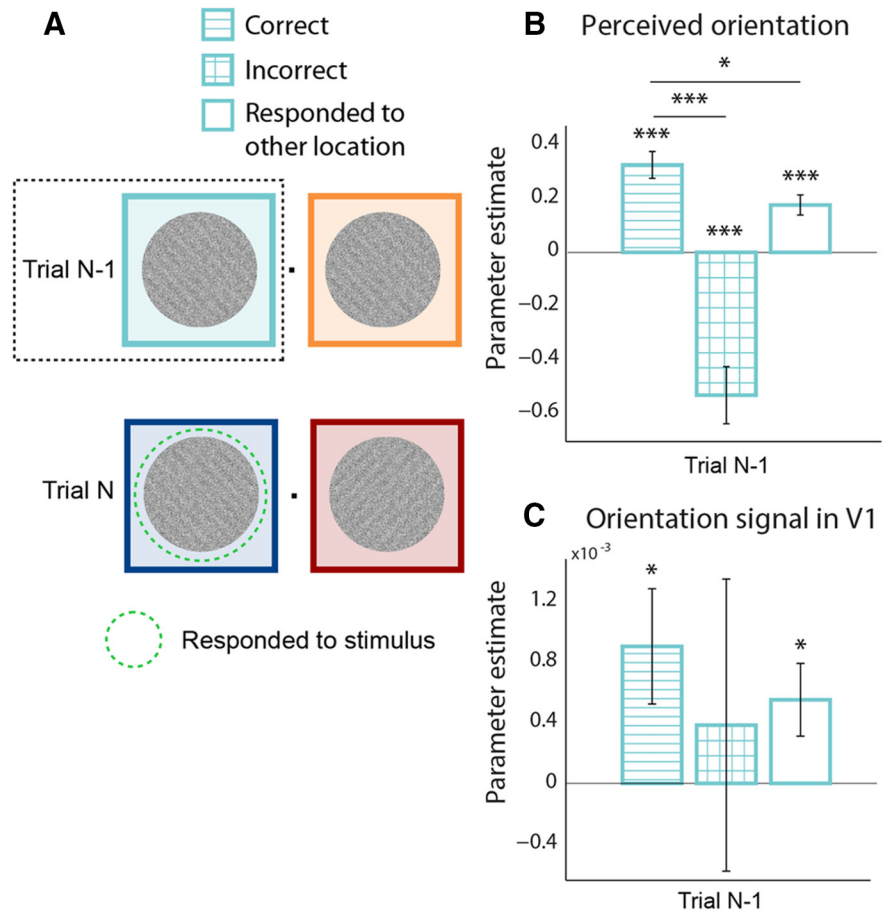 A
Correct
Incorrect
Responded to
other location
Trial N-1
Trial N
Responded to stimulus
B
Perceived orientation
*
***
***
***
***
Parameter estimate
0.4
0.2
0
−0.2
−0.4
−0.6
Trial N-1
C
Orientation signal in V1
x10-3
*
*
Parameter estimate
1.2
0.8
0.4
0
−0.4
Trial N-1